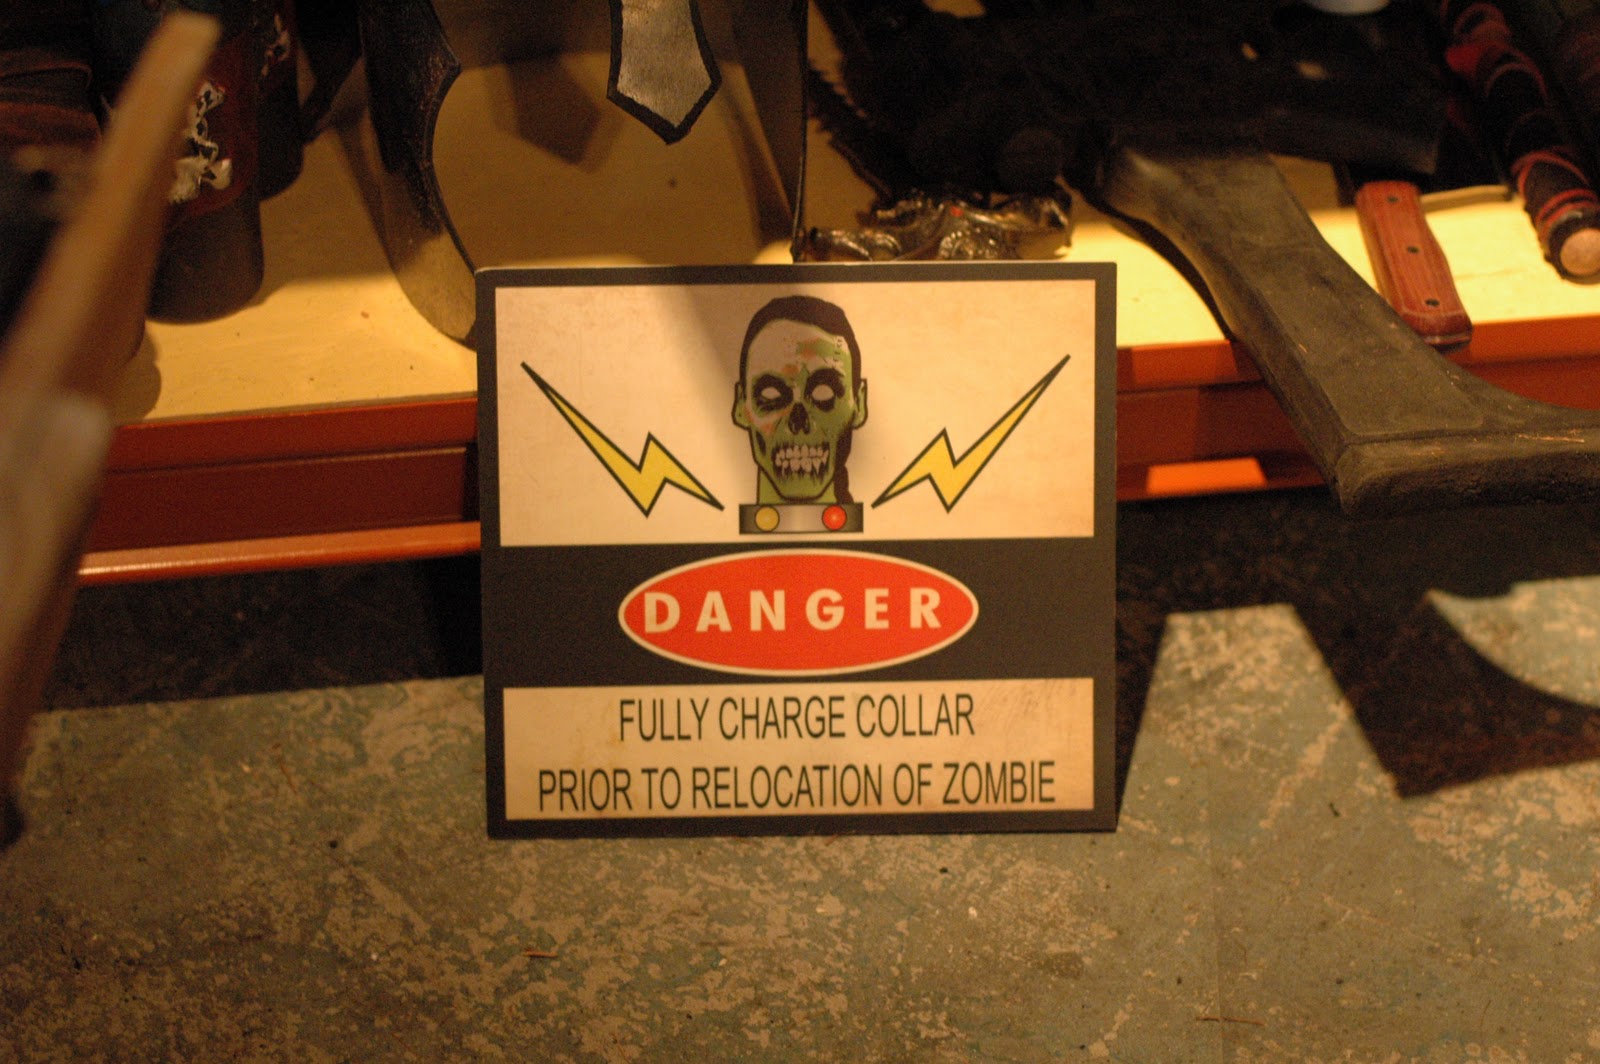 DANGER
FULLY CHARGE COLLAR
PRIOR TO RELOCATION OF ZOMBIE